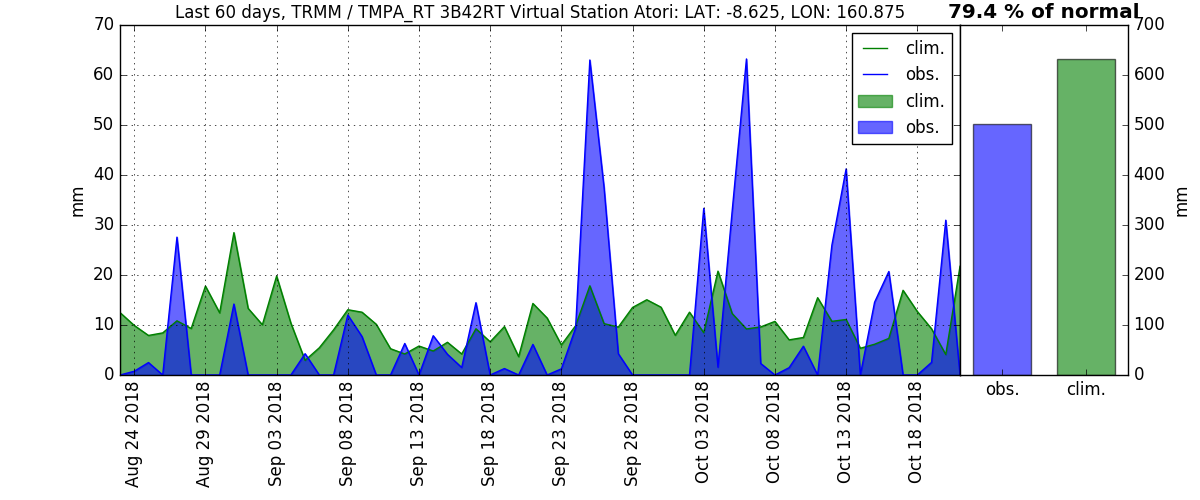 Last 60 days, TRMM / TMPA_RT 3B42RT Virtual Station Atori: LAT: -8.625, LON: 160.875
79.4 % of normal
70
60
50
40
30
20
10
0
mm
clim.
obs.
clim.
obs.
700
600
500
400
300
200
100
0
mm
obs.
clim.
Aug 24 2018
Aug 29 2018
Sep 03 2018
Sep 08 2018
Sep 13 2018
Sep 18 2018
Sep 23 2018
Sep 28 2018
Oct 03 2018
Oct 08 2018
Oct 13 2018
Oct 18 2018